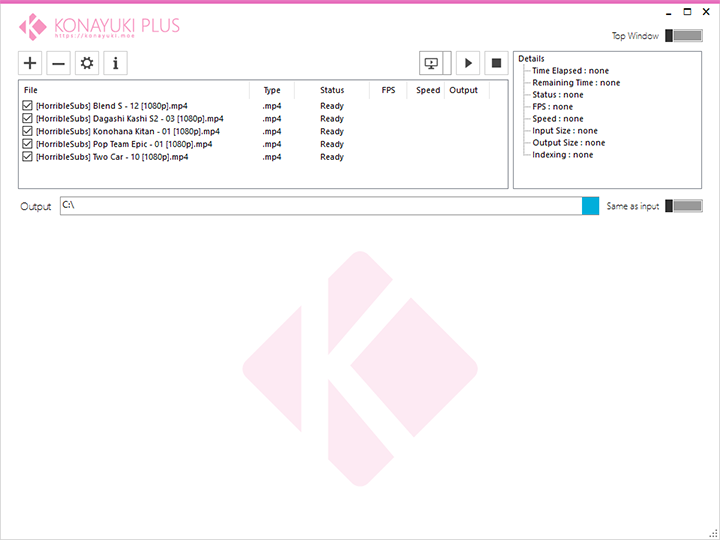 KONAYUKI PLUS
https://konayuki.moe
Top Window
File Type Status FPS Speed Output
[HorribleSubs] Blend S - 12 [1080p].mp4 .mp4 Ready
[HorribleSubs] Dagashi Kashi S2 - 03 [1080p].mp4 .mp4 Ready
[HorribleSubs] Konohana Kitan - 01 [1080p].mp4 .mp4 Ready
[HorribleSubs] Pop Team Epic - 01 [1080p].mp4 .mp4 Ready
[HorribleSubs] Two Car - 10 [1080p].mp4 .mp4 Ready
Details
Time Elapsed : none
Remaining Time : none
Status : none
FPS : none
Speed : none
Input Size : none
Output Size : none
Indexing : none
Output C:\ Same as input